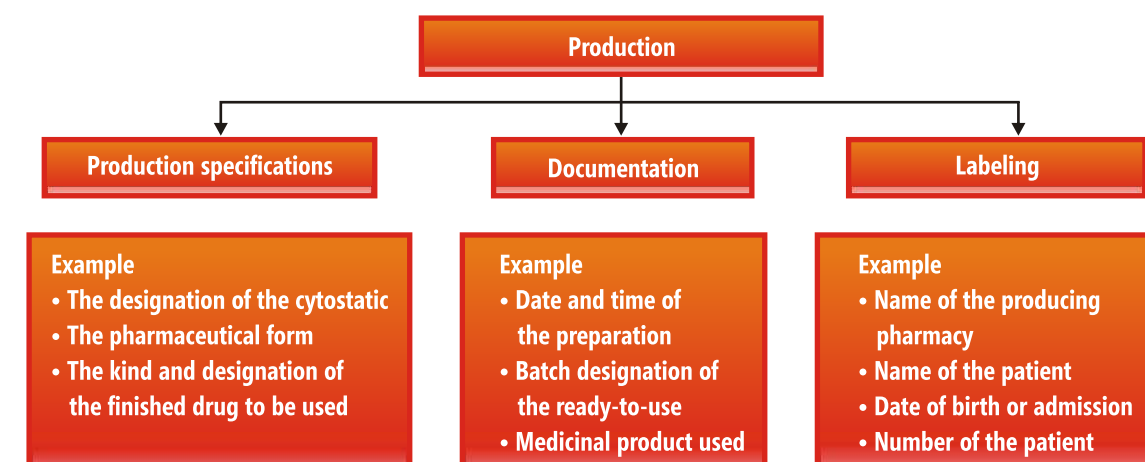 Production
Production specifications
Documentation
Labeling
Example
• The designation of the cytostatic
• The pharmaceutical form
• The kind and designation of
the finished drug to be used
Example
• Date and time of
the preparation
• Batch designation of
the ready-to-use
• Medicinal product used
Example
• Name of the producing
pharmacy
• Name of the patient
• Date of birth or admission
• Number of the patient